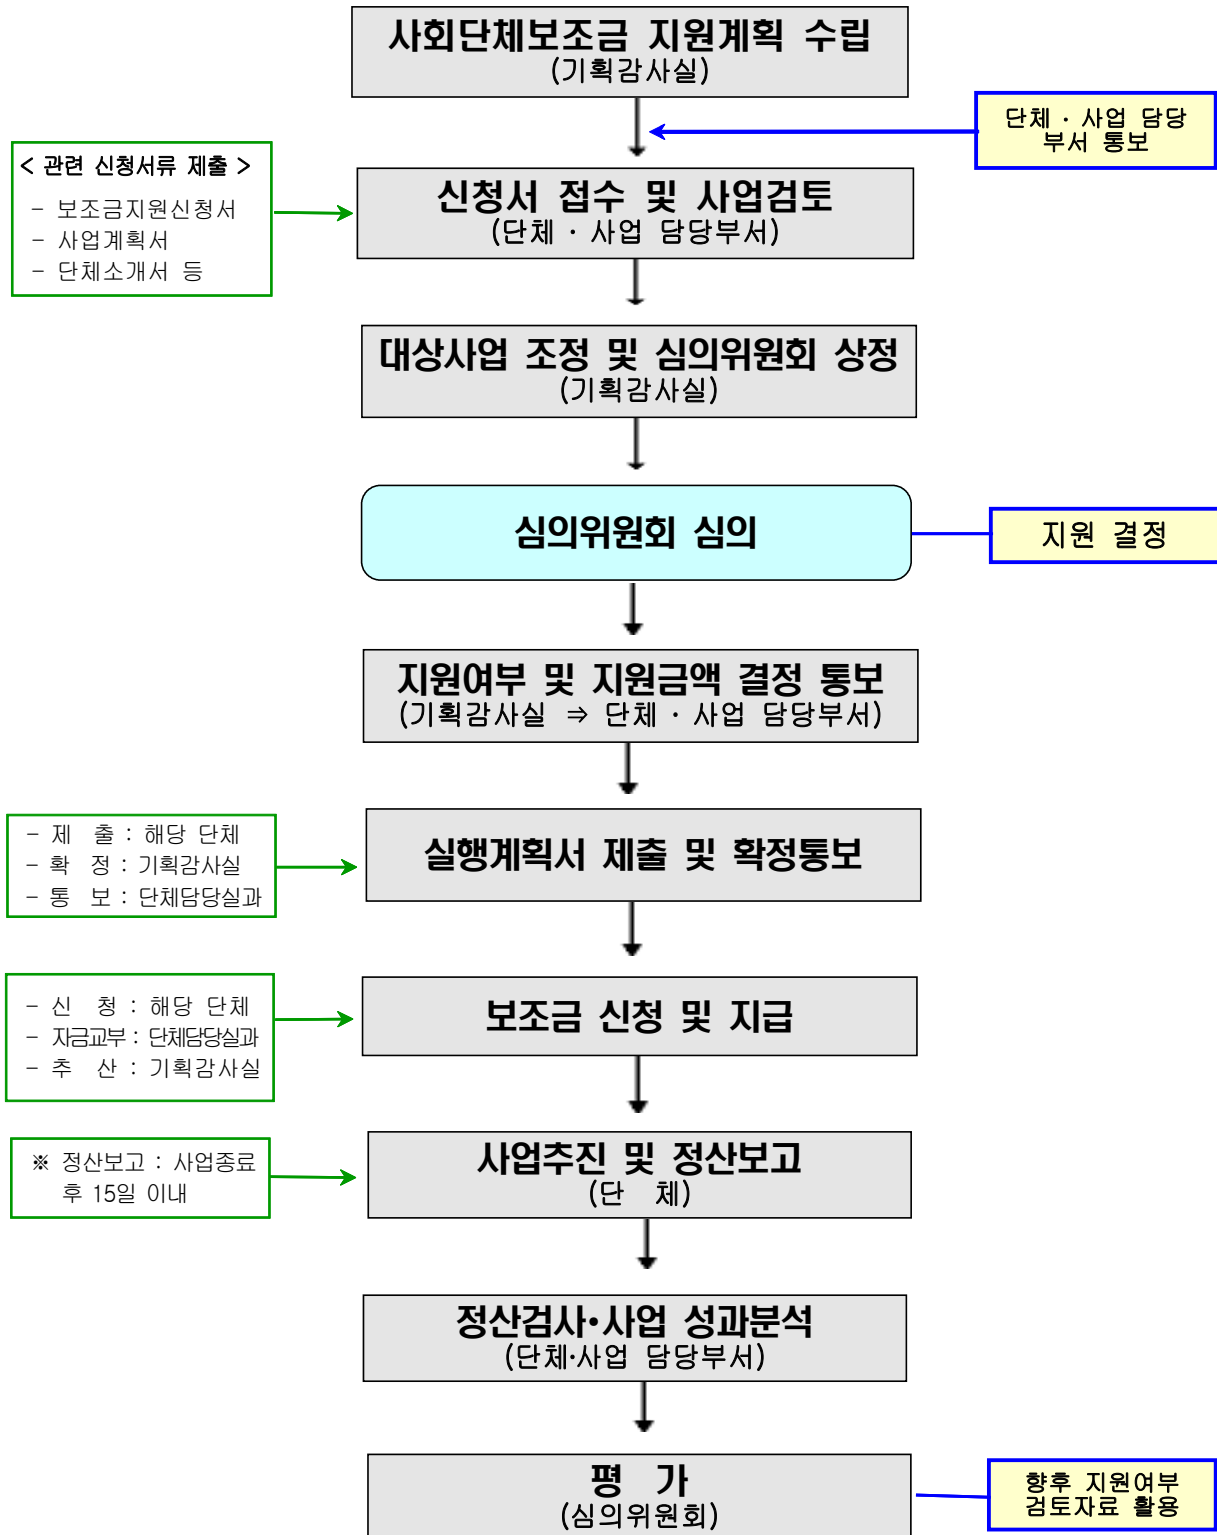 사회단체보조금 지원계획 수립
(기획감사실)
단체 · 사업 담당
부서 통보
< 관련 신청서류 제출 >
- 보조금지원신청서
- 사업계획서
- 단체소개서 등
신청서 접수 및 사업검토
(단체 · 사업 담당부서)
대상사업 조정 및 심의위원회 상정
(기획감사실)
심의위원회 심의
지원 결정
지원여부 및 지원금액 결정 통보
(기획감사실 ⇒ 단체 · 사업 담당부서)
- 제 출 : 해당 단체
- 확 정 : 기획감사실
- 통 보 : 단체담당실과
실행계획서 제출 및 확정통보
- 신 청 : 해당 단체
- 자금교부 : 단체담당실과
- 추 산 : 기획감사실
보조금 신청 및 지급
※ 정산보고 : 사업종료
후 15일 이내
사업추진 및 정산보고
(단 체)
정산검사·사업 성과분석
(단체·사업 담당부서)
평 가
(심의위원회)
향후 지원여부
검토자료 활용